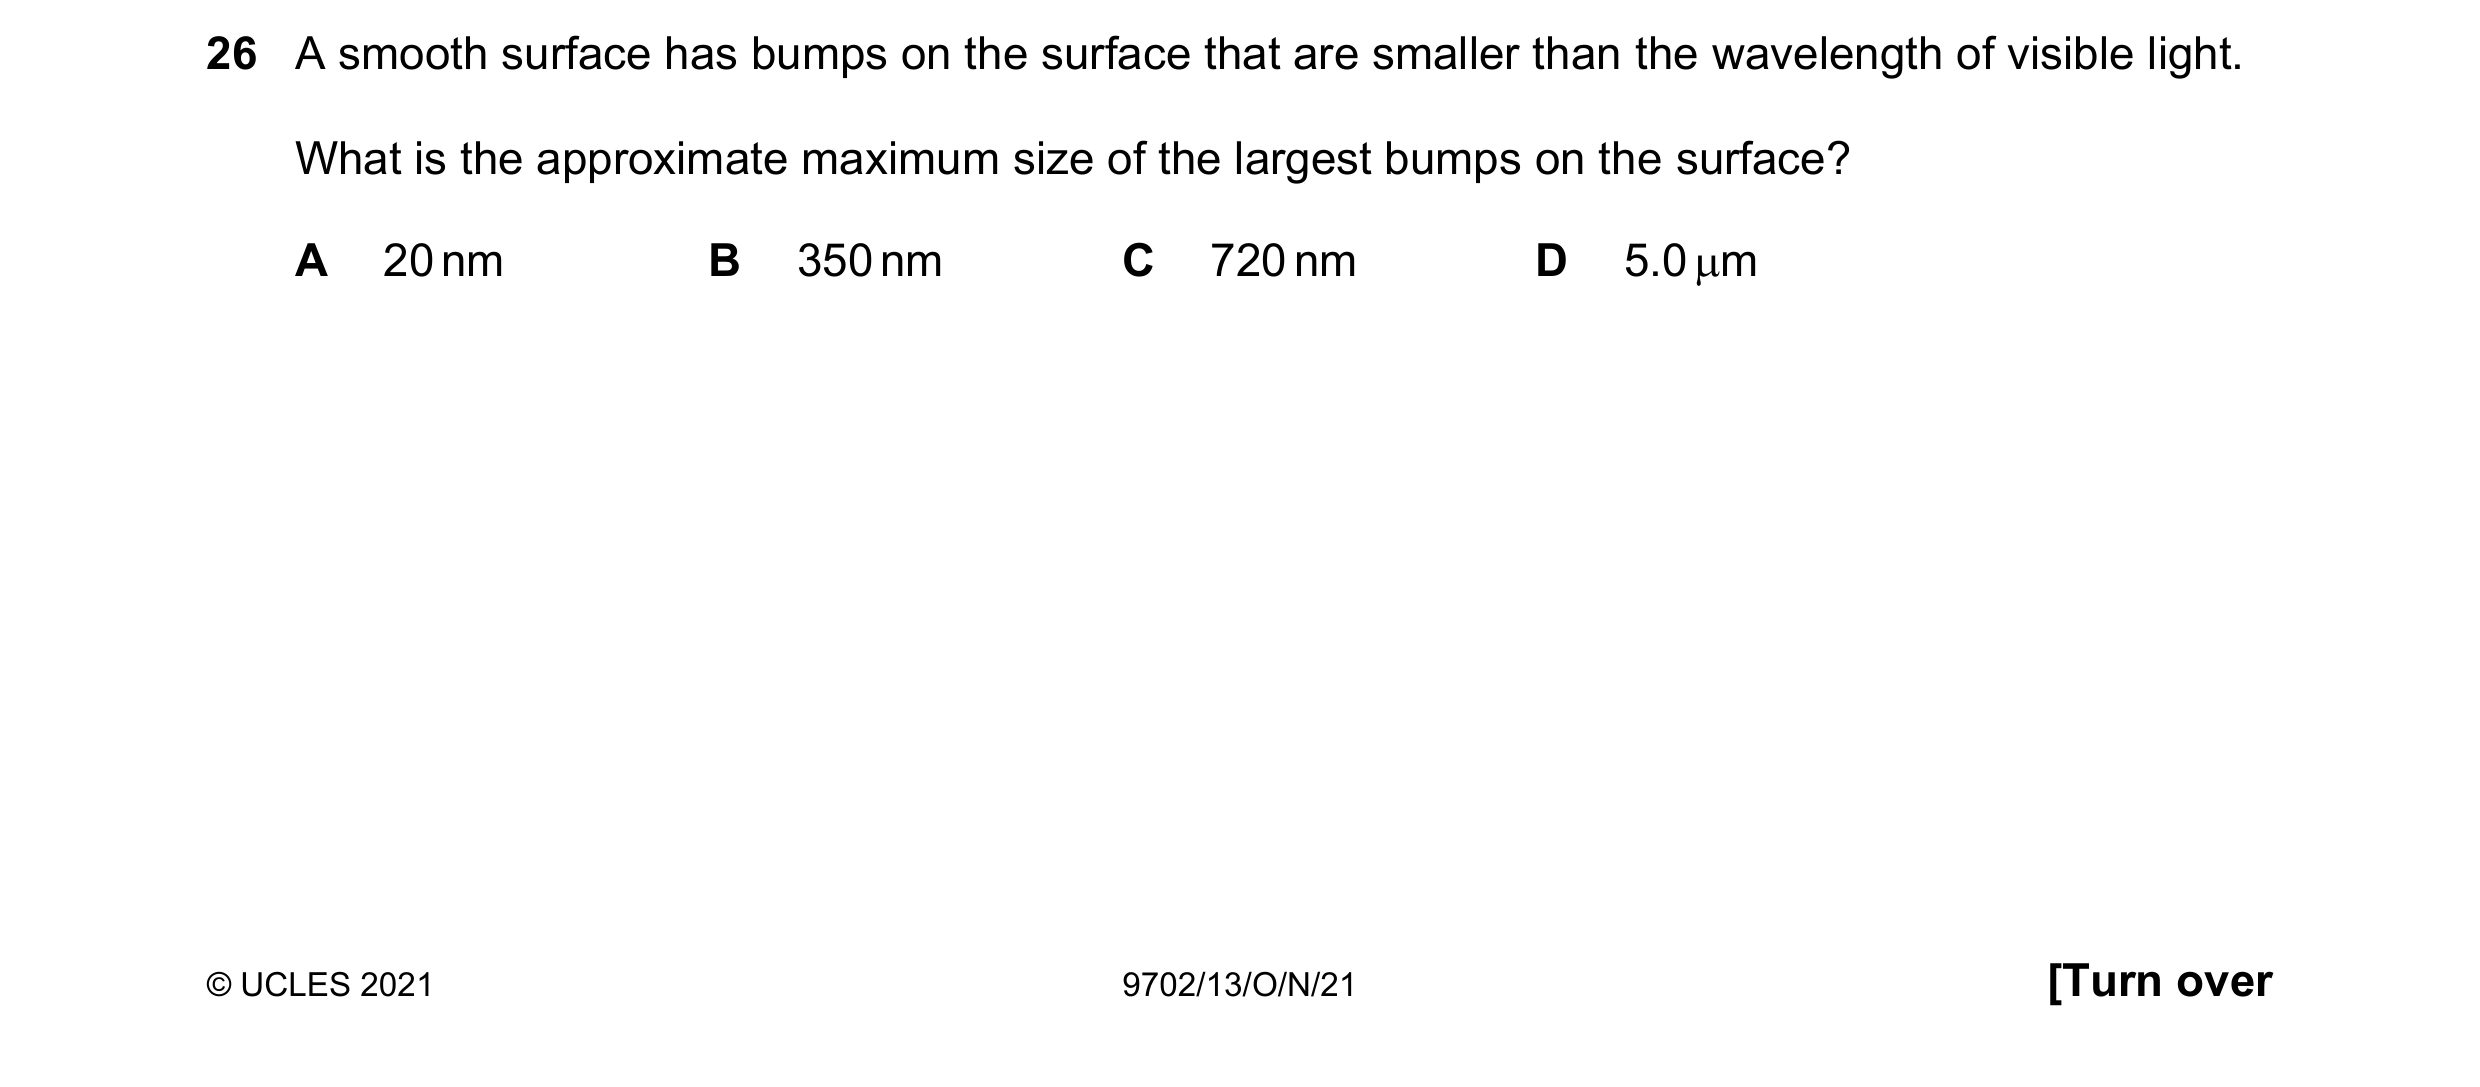 26 A smooth surface has bumps on the surface that are smaller than the wavelength of visible light.
What is the approximate maximum size of the largest bumps on the surface?
A 20 nm B 350 nm C 720 nm D 5.0 μm
© UCLES 2021 9702/13/O/N/21 [Turn over